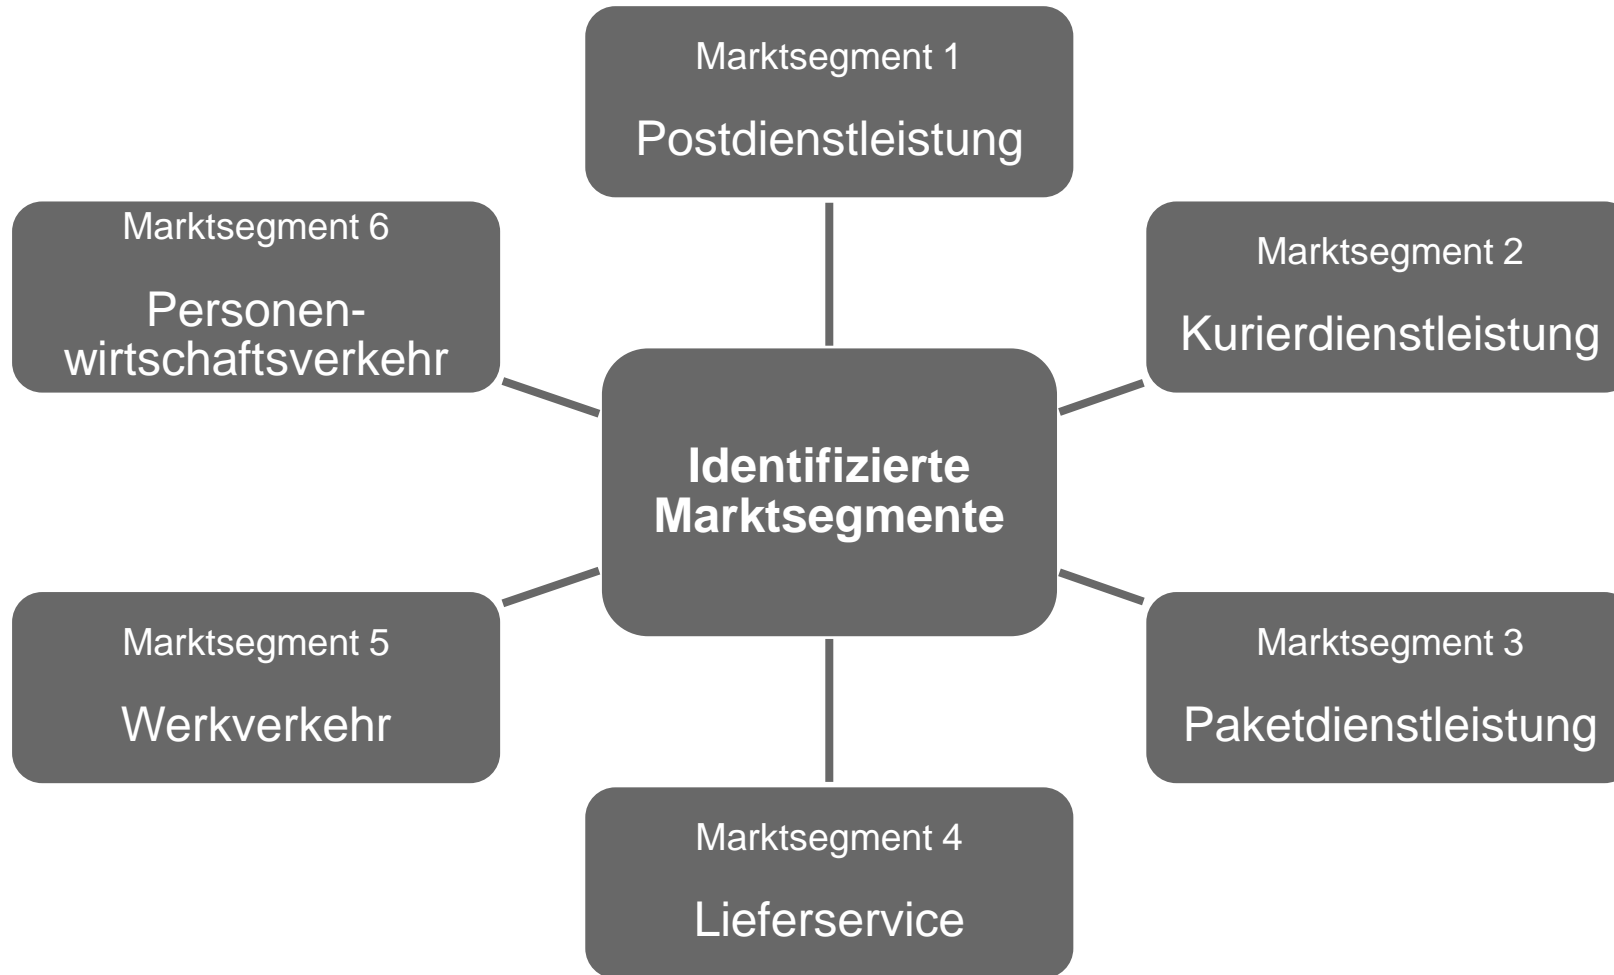 Marktsegment 1
Postdienstleistung
Marktsegment 6
Personen-
wirtschaftsverkehr
Marktsegment 2
Kurierdienstleistung
Identifizierte
Marktsegmente
Marktsegment 5
Werkverkehr
Marktsegment 3
Paketdienstleistung
Marktsegment 4
Lieferservice